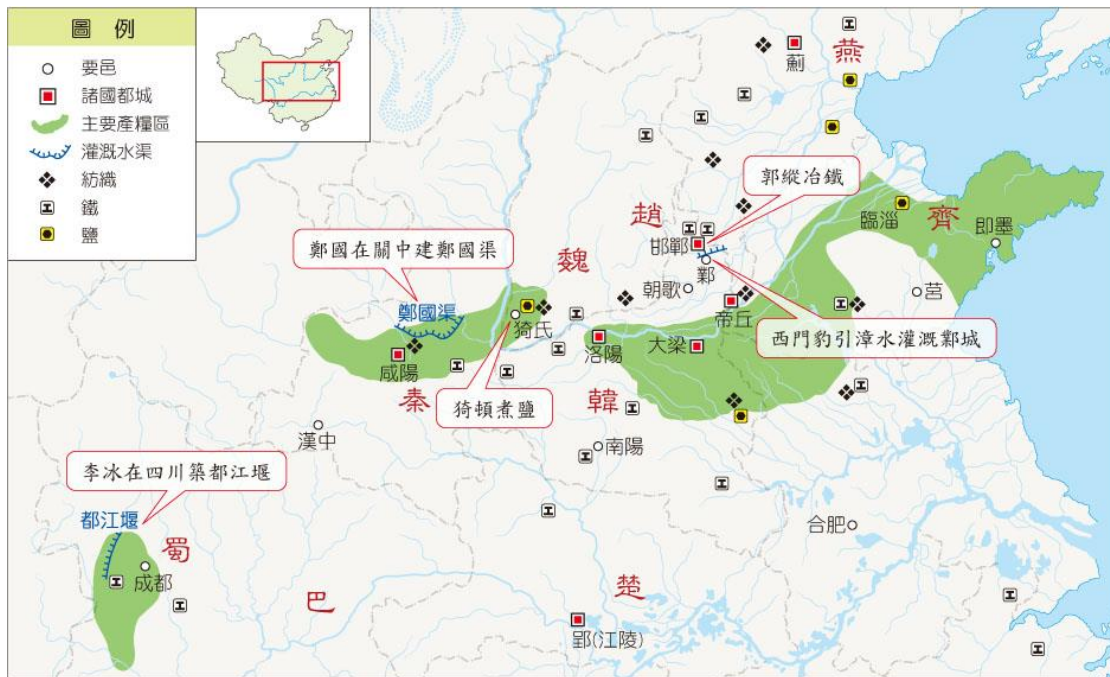 圖例
要邑
諸國都城
主要產糧區
灌溉水渠
紡織
鐵
鹽
燕
薊
郭縱冶鐵
趙
邯鄲
鄴
齊
臨淄
即墨
鄭國在關中建鄭國渠
魏
朝歌
莒
鄭國渠
猗氏
帝丘
西門豹引漳水灌溉鄴城
咸陽
洛陽
大梁
秦
猗頓煮鹽
韓
漢中
南陽
李冰在四川築都江堰
都江堰
合肥
蜀
成都
巴
楚
郢(江陵)